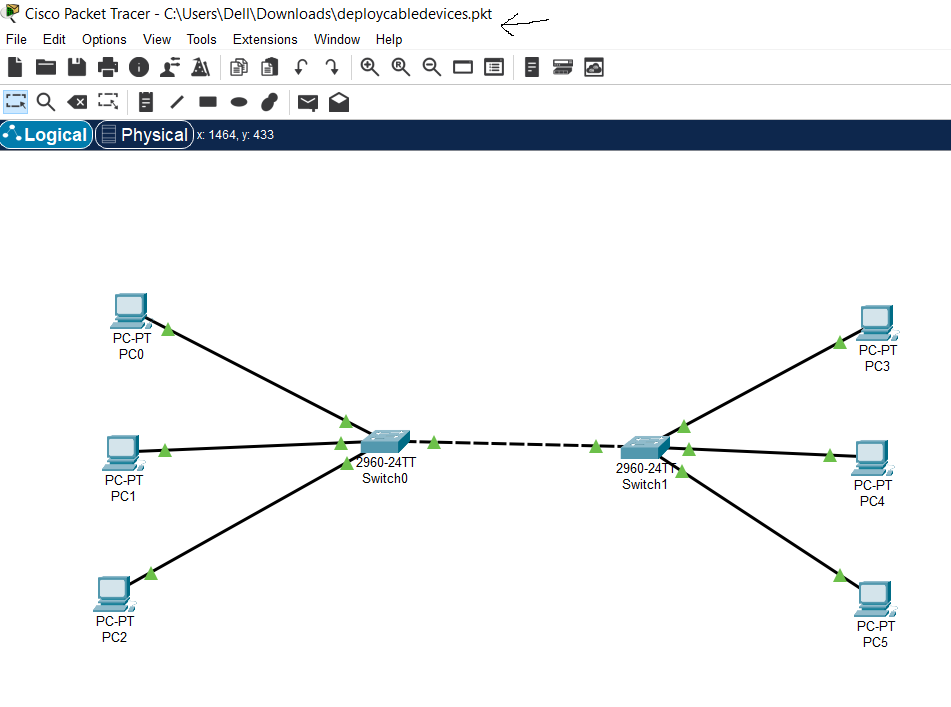 Cisco Packet Tracer - C:\Users\Dell\Downloads\deploycabledevices.pkt
File Edit Options View Tools Extensions Window Help
Logical Physical x: 1464, y: 433
PC-PT
PC0
PC-PT
PC3
PC-PT
PC1
2960-24TT
Switch0
2960-24TT
Switch1
PC-PT
PC4
PC-PT
PC2
PC-PT
PC5